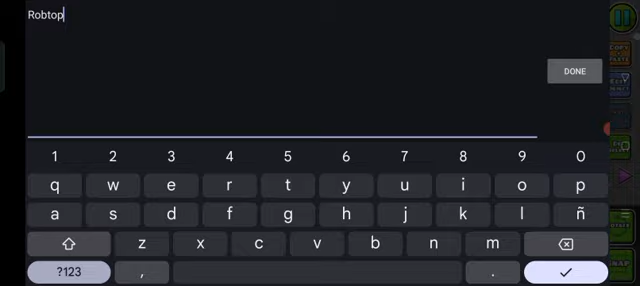 Robtop
DONE
1 2 3 4 5 6 7 8 9 0
q w e r t y u i o p
a s d f g h j k l ñ
z x c v b n m
?123 , .